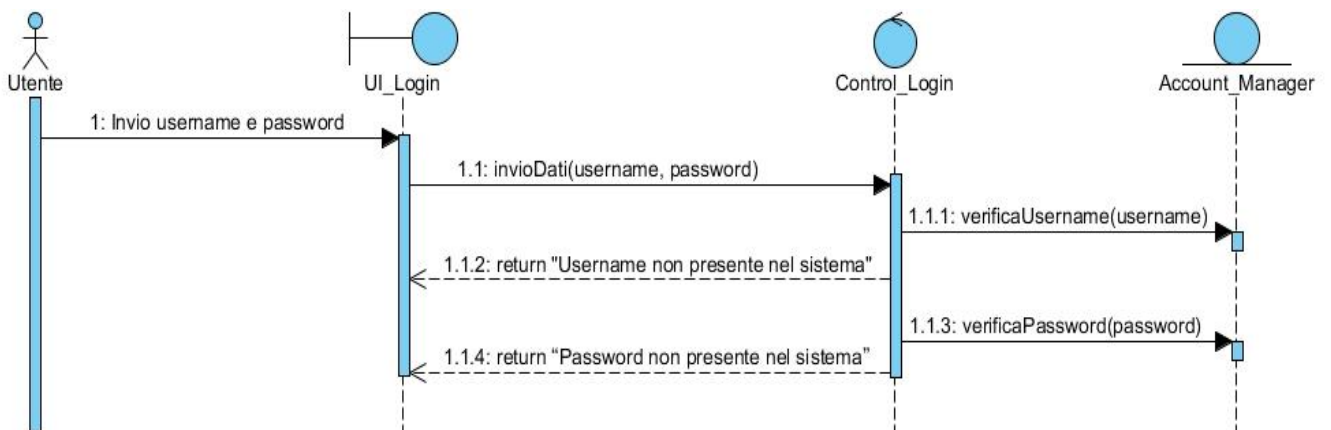 Utente
UI_Login
Control_Login
Account_Manager
1: Invio username e password
1.1: invioDati(username, password)
1.1.1: verificaUsername(username)
1.1.2: return "Username non presente nel sistema"
1.1.3: verificaPassword(password)
1.1.4: return “Password non presente nel sistema”